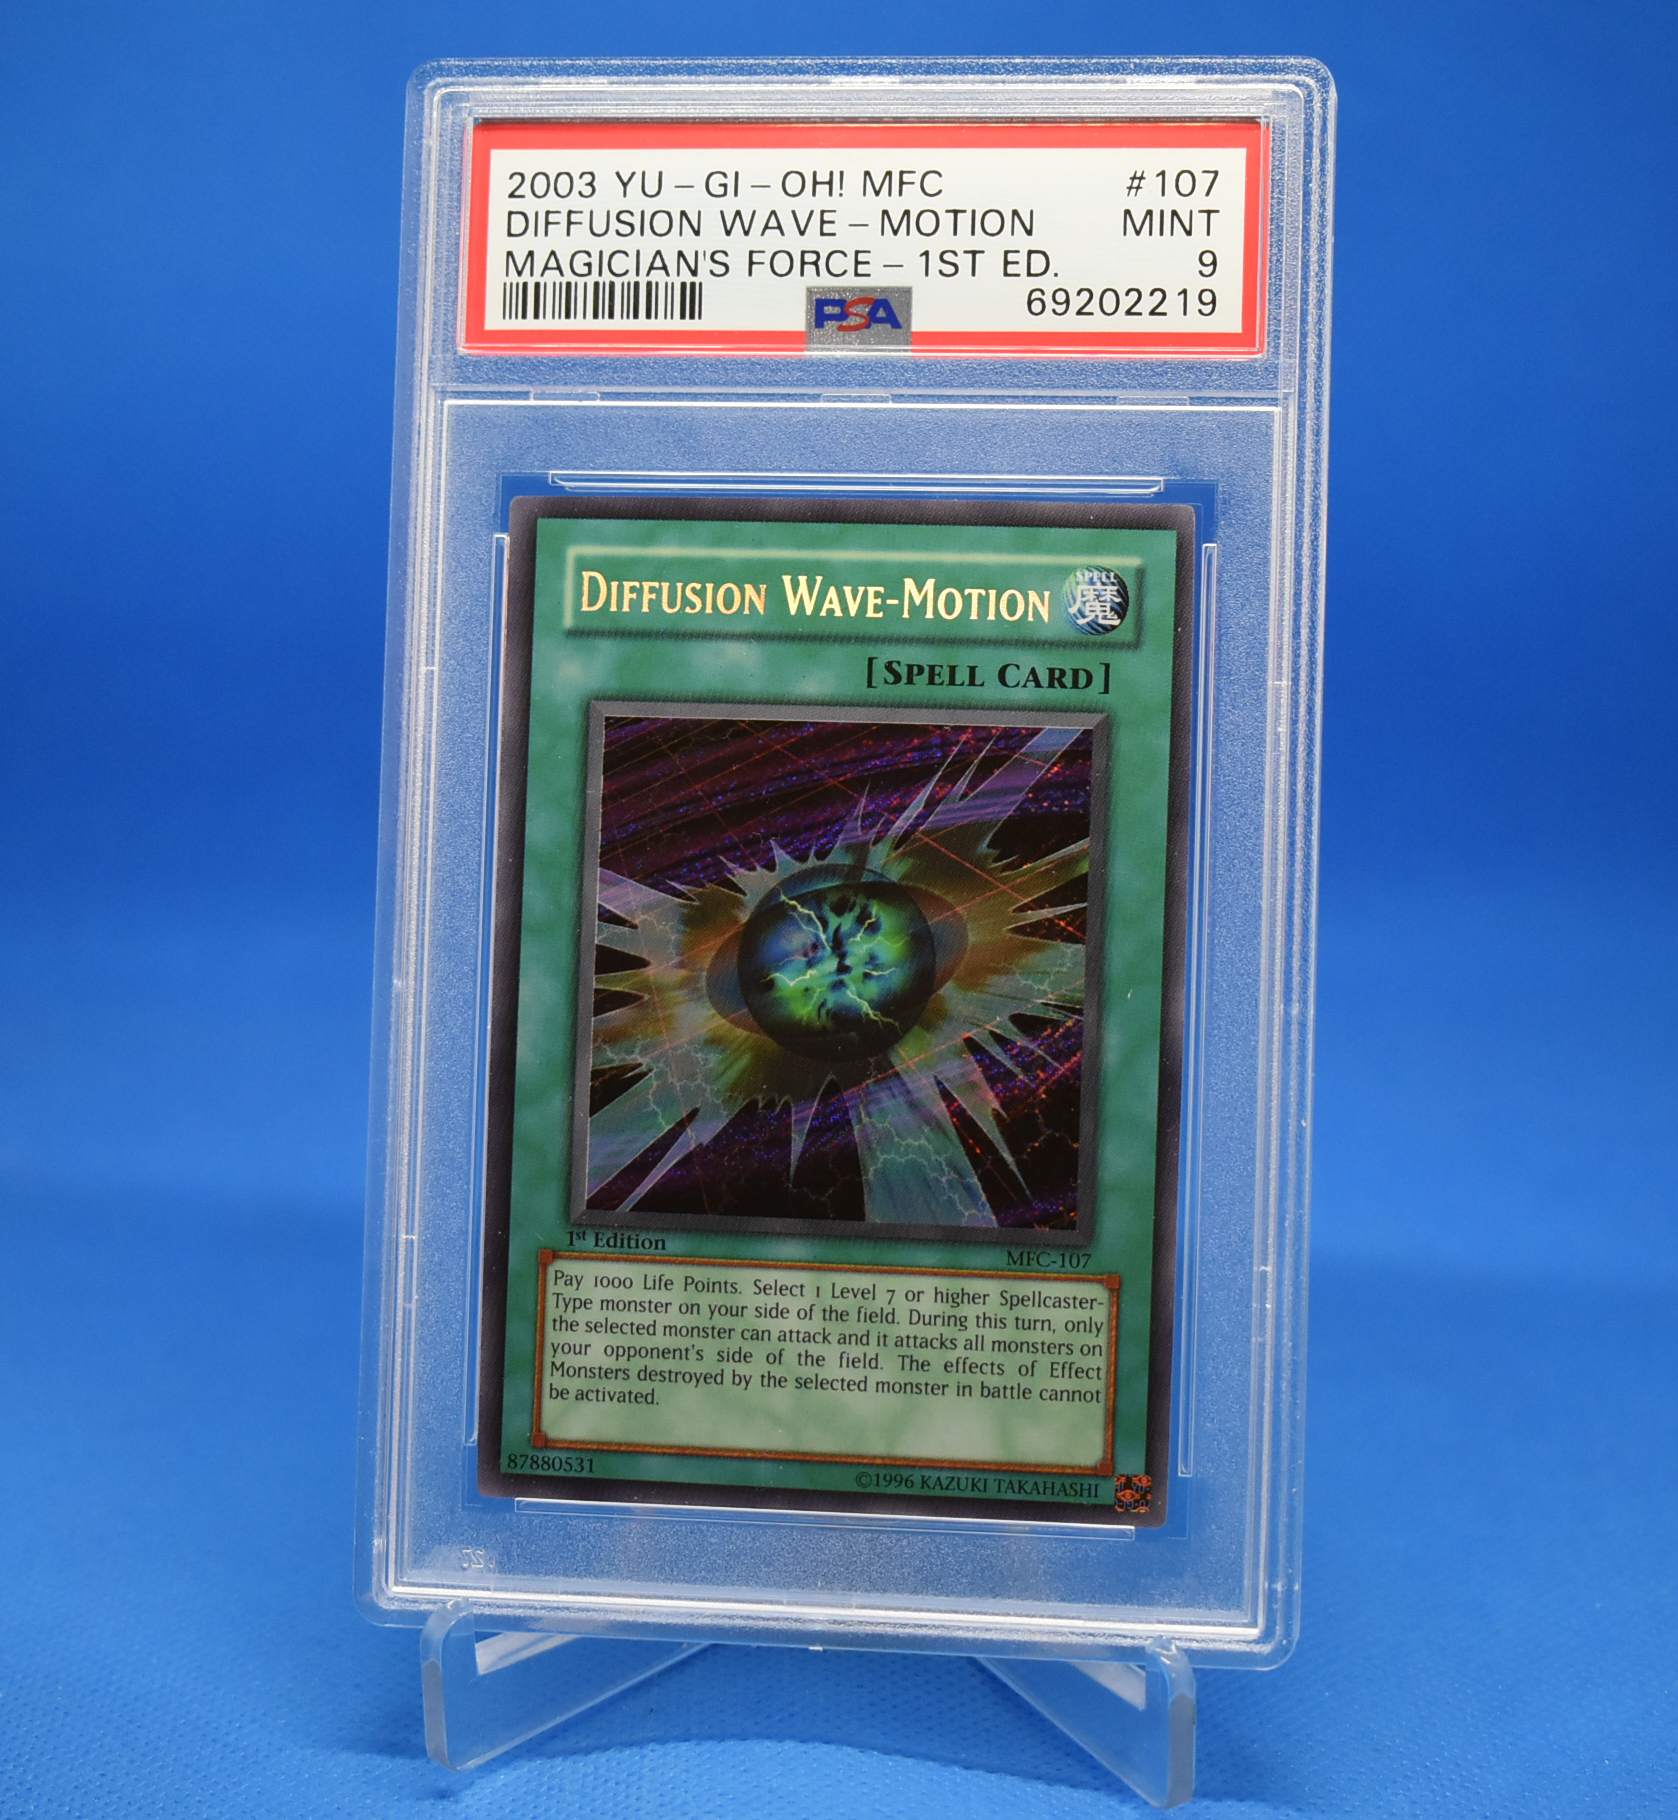 2003 YU-GI-OH! MFC #107
DIFFUSION WAVE-MOTION MINT
MAGICIAN'S FORCE-1ST ED. 9
PSA 69202219
DIFFUSION WAVE-MOTION
SPELL
魔
[SPELL CARD]
1st Edition
MFC-107
Pay 1000 Life Points. Select 1 Level 7 or higher Spellcaster-
Type monster on your side of the field. During this turn, only
the selected monster can attack and it attacks all monsters on
your opponent's side of the field. The effects of Effect
Monsters destroyed by the selected monster in battle cannot
be activated.
87880531
©1996 KAZUKI TAKAHASHI